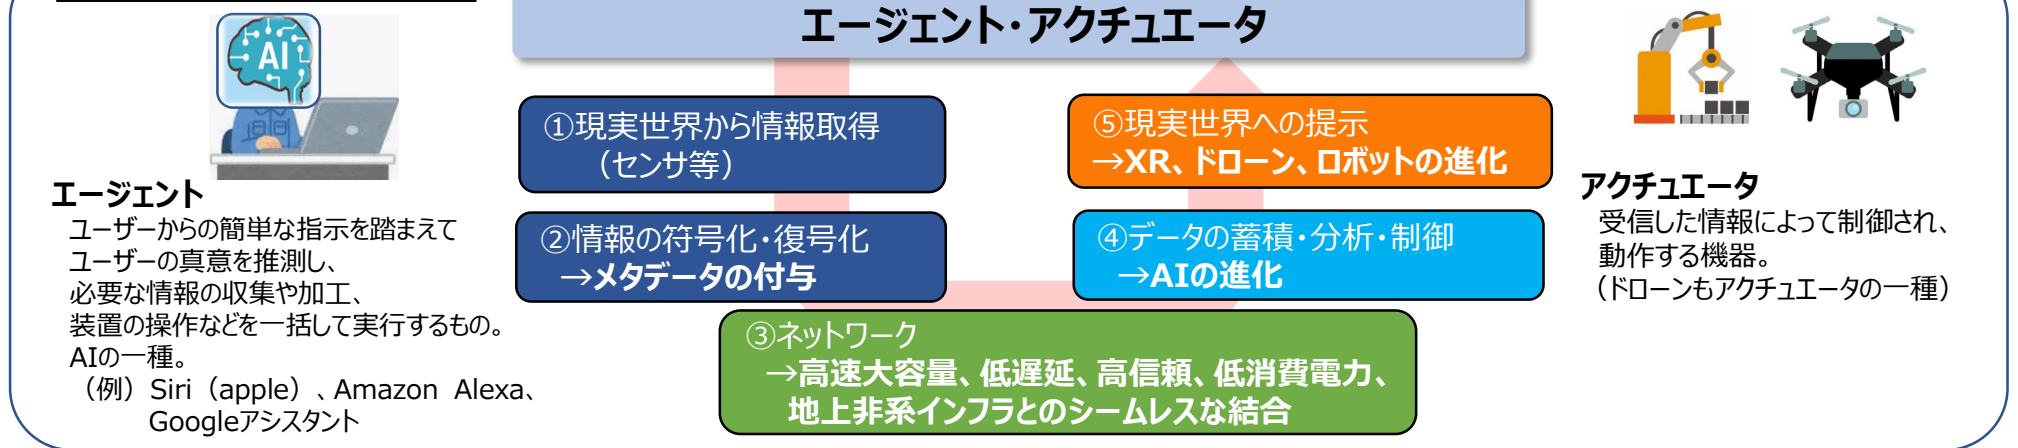 エージェント・アクチュエータ
AI
エージェント
ユーザーからの簡単な指示を踏まえて
ユーザーの真意を推測し、
必要な情報の収集や加工、
装置の操作などを一括して実行するもの。
AIの一種。
（例）Siri（apple）、Amazon Alexa、
Googleアシスタント
①現実世界から情報取得
（センサ等）
②情報の符号化・復号化
→メタデータの付与
③ネットワーク
→高速大容量、低遅延、高信頼、低消費電力、
地上非系インフラとのシームレスな結合
④データの蓄積・分析・制御
→AIの進化
⑤現実世界への提示
→XR、ドローン、ロボットの進化
アクチュエータ
受信した情報によって制御され、
動作する機器。
（ドローンもアクチュエータの一種）